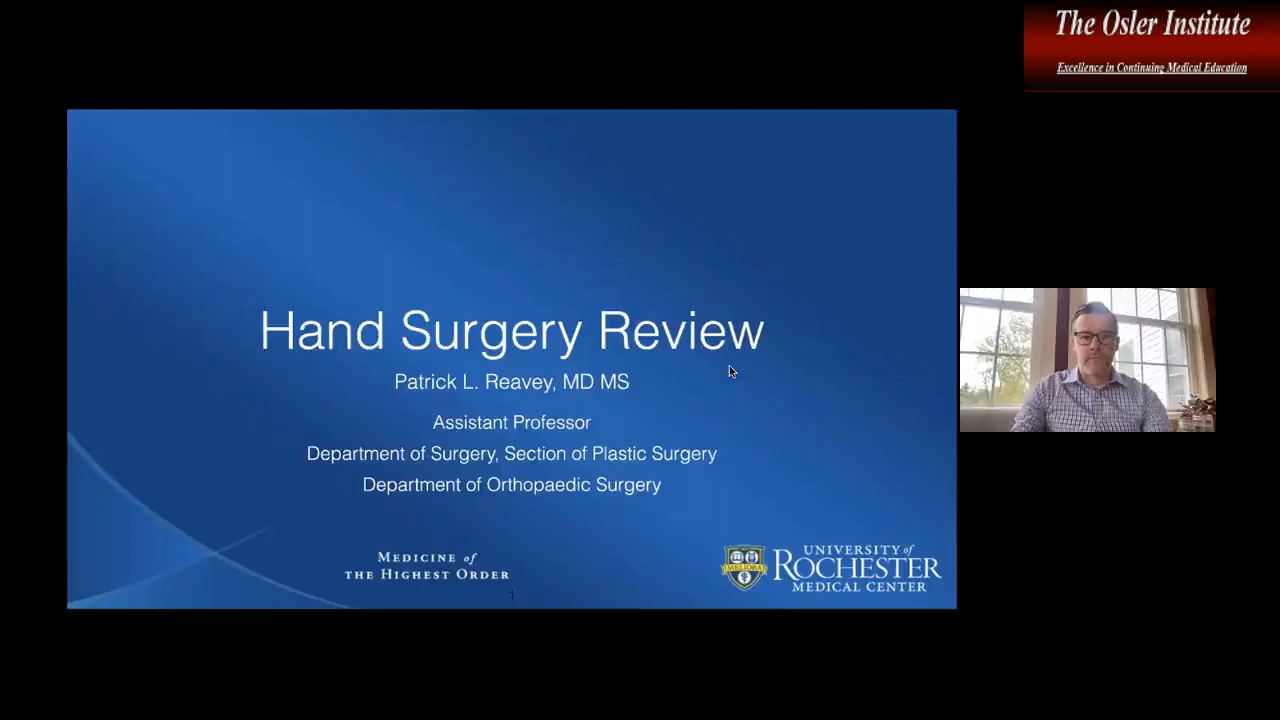 The Osler Institute
Excellence in Continuing Medical Education
Hand Surgery Review
Patrick L. Reavey, MD MS
Assistant Professor
Department of Surgery, Section of Plastic Surgery
Department of Orthopaedic Surgery
MEDICINE of
THE HIGHEST ORDER
1
MELIORA
UNIVERSITY of
ROCHESTER
MEDICAL CENTER